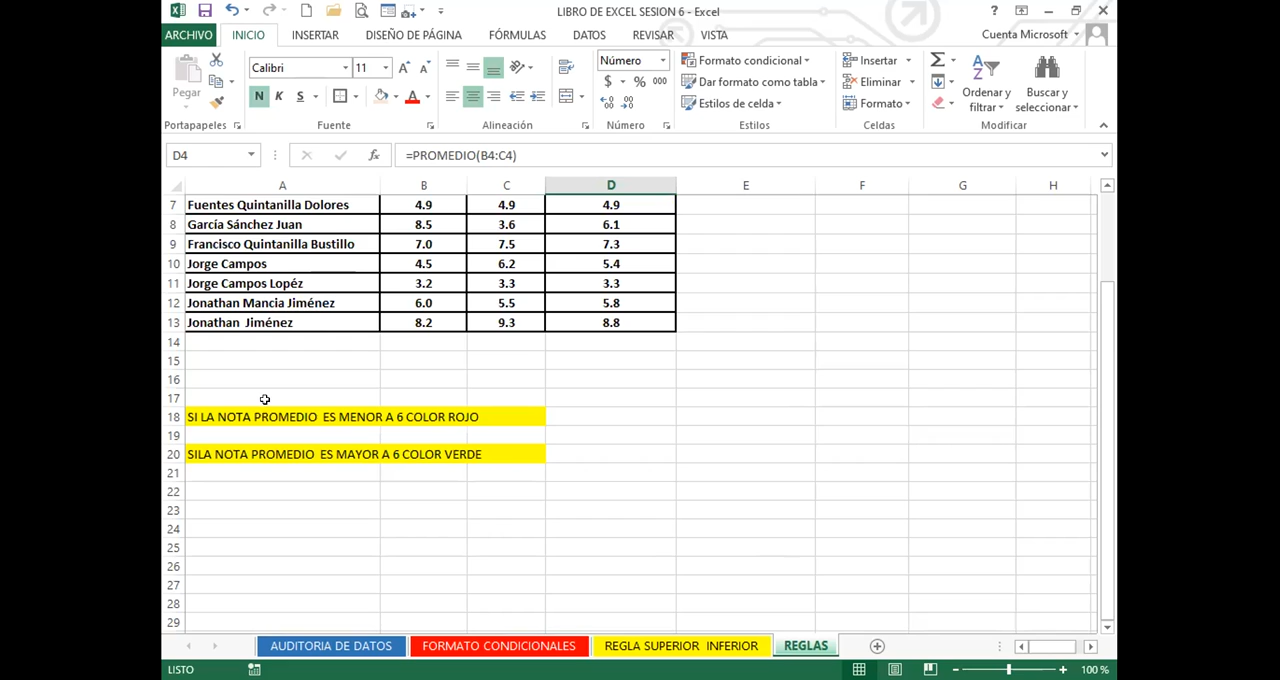 LIBRO DE EXCEL SESION 6 - Excel
ARCHIVO INICIO INSERTAR DISEÑO DE PÁGINA FÓRMULAS DATOS REVISAR VISTA Cuenta Microsoft
Pegar
Calibri 11
N K S
Número
$ % 000
Formato condicional
Dar formato como tabla
Estilos de celda
Insertar
Eliminar
Formato
Ordenar y filtrar
Buscar y seleccionar
Portapapeles Fuente Alineación Número Estilos Celdas Modificar
D4 fx =PROMEDIO(B4:C4)
A B C D E F G H
7 Fuentes Quintanilla Dolores 4.9 4.9 4.9
8 García Sánchez Juan 8.5 3.6 6.1
9 Francisco Quintanilla Bustillo 7.0 7.5 7.3
10 Jorge Campos 4.5 6.2 5.4
11 Jorge Campos Lopéz 3.2 3.3 3.3
12 Jonathan Mancia Jiménez 6.0 5.5 5.8
13 Jonathan Jiménez 8.2 9.3 8.8
14
15
16
17
18 SI LA NOTA PROMEDIO ES MENOR A 6 COLOR ROJO
19
20 SILA NOTA PROMEDIO ES MAYOR A 6 COLOR VERDE
21
22
23
24
25
26
27
28
29
AUDITORIA DE DATOS FORMATO CONDICIONALES REGLA SUPERIOR INFERIOR REGLAS
LISTO 100 %